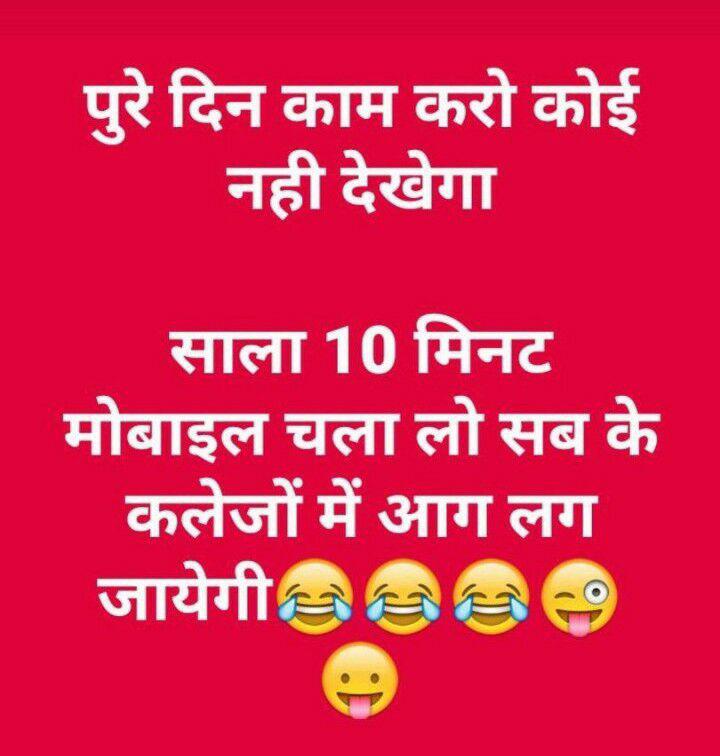 पुरे दिन काम करो कोई
नही देखेगा
साला 10 मिनट
मोबाइल चला लो सब के
कलेजों में आग लग
जायेगी😂😂😂😜
😛